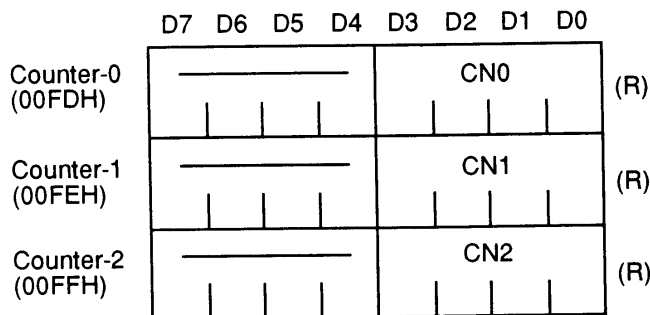 D7 D6 D5 D4 D3 D2 D1 D0
Counter-0
(00FDH)
CN0
(R)
Counter-1
(00FEH)
CN1
(R)
Counter-2
(00FFH)
CN2
(R)